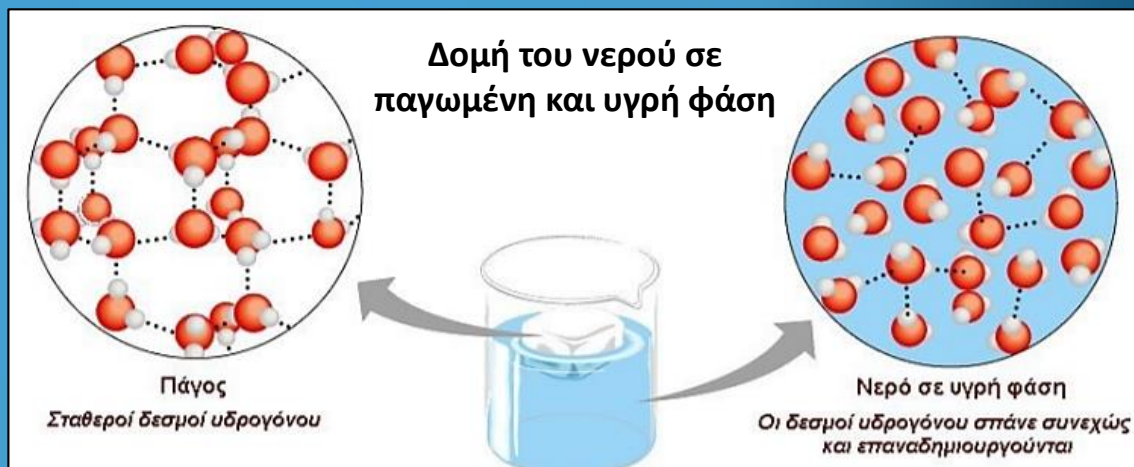 Δομή του νερού σε
παγωμένη και υγρή φάση
Πάγος
Σταθεροί δεσμοί υδρογόνου
Νερό σε υγρή φάση
Οι δεσμοί υδρογόνου σπάνε συνεχώς
και επαναδημιουργούνται